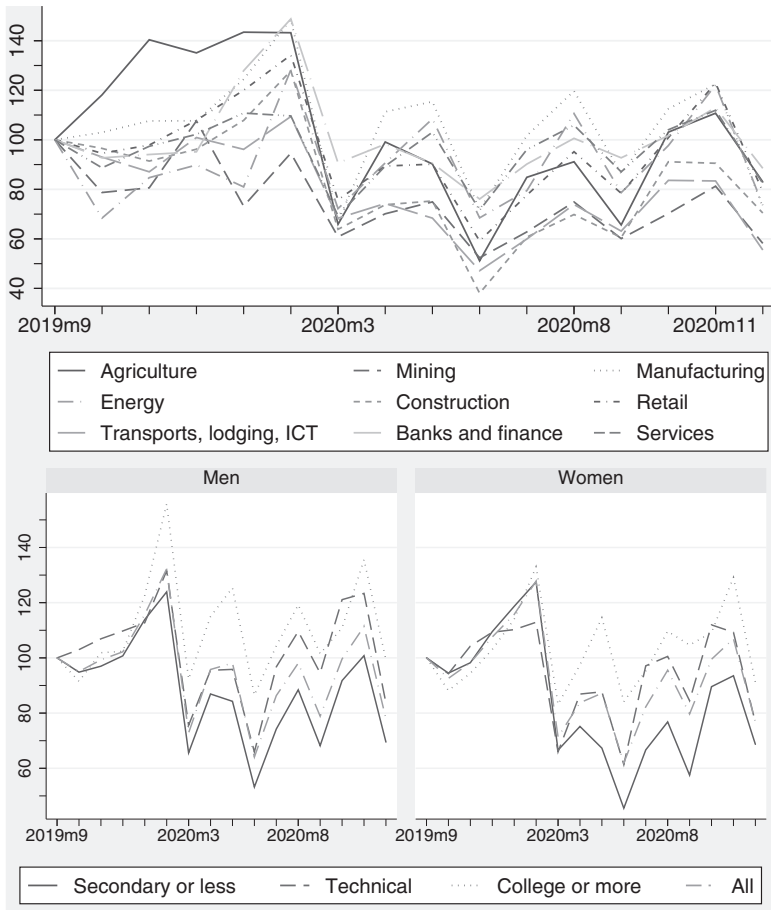 140
120
100
80
60
40
2019m9 2020m3 2020m8 2020m11
Agriculture Mining Manufacturing
Energy Construction Retail
Transports, lodging, ICT Banks and finance Services
Men Women
140
120
100
80
60
2019m9 2020m3 2020m8 2019m9 2020m3 2020m8
Secondary or less Technical College or more All